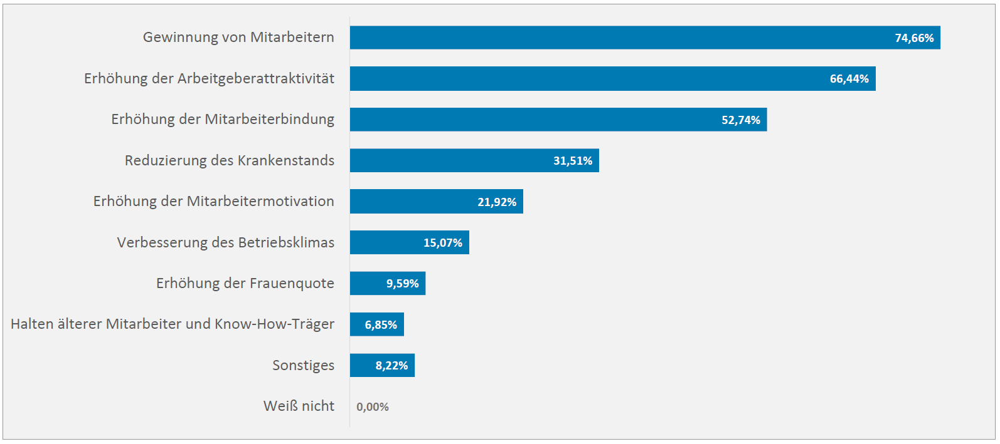 Gewinnung von Mitarbeitern 74,66%
Erhöhung der Arbeitgeberattraktivität 66,44%
Erhöhung der Mitarbeiterbindung 52,74%
Reduzierung des Krankenstands 31,51%
Erhöhung der Mitarbeitermotivation 21,92%
Verbesserung des Betriebsklimas 15,07%
Erhöhung der Frauenquote 9,59%
Halten älterer Mitarbeiter und Know-How-Träger 6,85%
Sonstiges 8,22%
Weiß nicht 0,00%